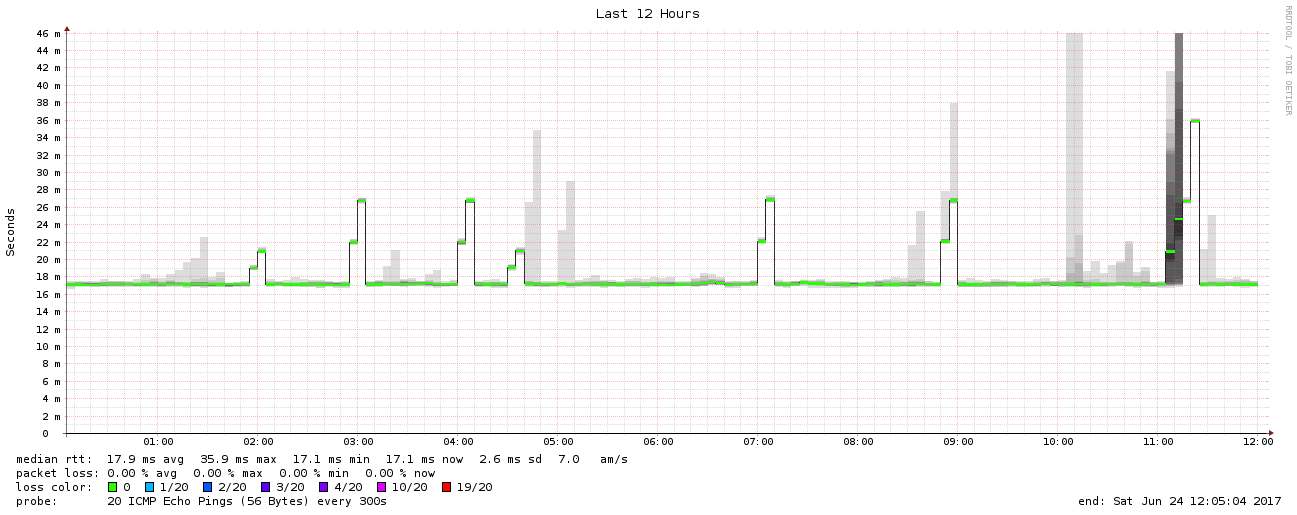 Last 12 Hours
RRDTOOL / TOBI OETIKER
Seconds
46 m
44 m
42 m
40 m
38 m
36 m
34 m
32 m
30 m
28 m
26 m
24 m
22 m
20 m
18 m
16 m
14 m
12 m
10 m
8 m
6 m
4 m
2 m
0
01:00 02:00 03:00 04:00 05:00 06:00 07:00 08:00 09:00 10:00 11:00 12:00
median rtt: 17.9 ms avg 35.9 ms max 17.1 ms min 17.1 ms now 2.6 ms sd 7.0 am/s
packet loss: 0.00 % avg 0.00 % max 0.00 % min 0.00 % now
loss color: 0 1/20 2/20 3/20 4/20 10/20 19/20
probe: 20 ICMP Echo Pings (56 Bytes) every 300s end: Sat Jun 24 12:05:04 2017